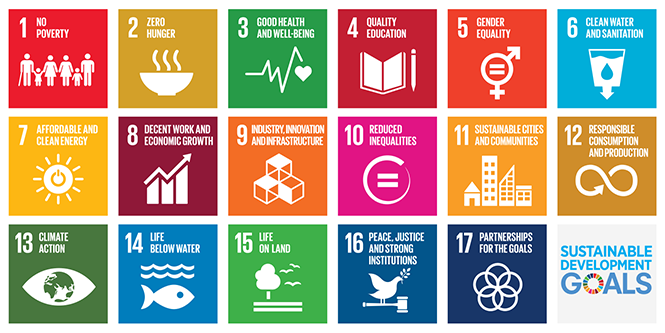 1 NO
POVERTY
2 ZERO
HUNGER
3 GOOD HEALTH
AND WELL-BEING
4 QUALITY
EDUCATION
5 GENDER
EQUALITY
6 CLEAN WATER
AND SANITATION
7 AFFORDABLE AND
CLEAN ENERGY
8 DECENT WORK AND
ECONOMIC GROWTH
9 INDUSTRY, INNOVATION
AND INFRASTRUCTURE
10 REDUCED
INEQUALITIES
11 SUSTAINABLE CITIES
AND COMMUNITIES
12 RESPONSIBLE
CONSUMPTION
AND PRODUCTION
13 CLIMATE
ACTION
14 LIFE
BELOW WATER
15 LIFE
ON LAND
16 PEACE, JUSTICE
AND STRONG
INSTITUTIONS
17 PARTNERSHIPS
FOR THE GOALS
SUSTAINABLE
DEVELOPMENT
GOALS